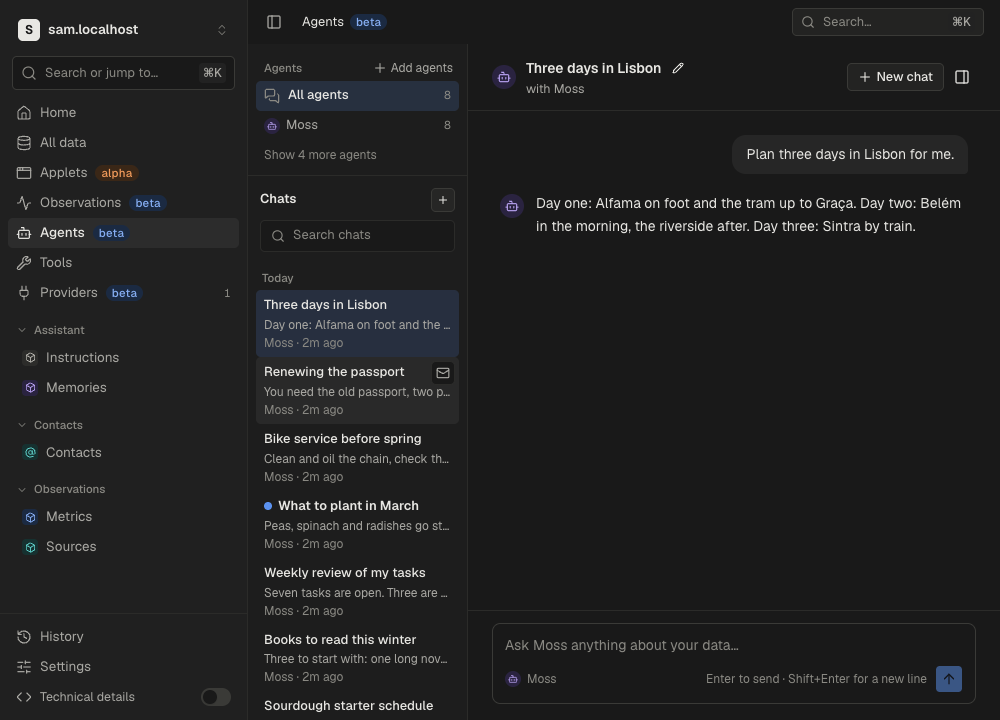 S sam.localhost
Search or jump to… ⌘K
Home
All data
Applets alpha
Observations beta
Agents beta
Tools
Providers beta 1
Assistant
Instructions
Memories
Contacts
Contacts
Observations
Metrics
Sources
History
Settings
Technical details
Agents beta
Search… ⌘K
Agents + Add agents
All agents 8
Moss 8
Show 4 more agents
Chats
Search chats
Today
Three days in Lisbon
Day one: Alfama on foot and the …
Moss · 2m ago
Renewing the passport
You need the old passport, two p…
Moss · 2m ago
Bike service before spring
Clean and oil the chain, check th…
Moss · 2m ago
What to plant in March
Peas, spinach and radishes go st…
Moss · 2m ago
Weekly review of my tasks
Seven tasks are open. Three are …
Moss · 2m ago
Books to read this winter
Three to start with: one long nov…
Moss · 2m ago
Sourdough starter schedule
Three days in Lisbon
with Moss
New chat
Plan three days in Lisbon for me.
Day one: Alfama on foot and the tram up to Graça. Day two: Belém
in the morning, the riverside after. Day three: Sintra by train.
Ask Moss anything about your data…
Moss
Enter to send · Shift+Enter for a new line